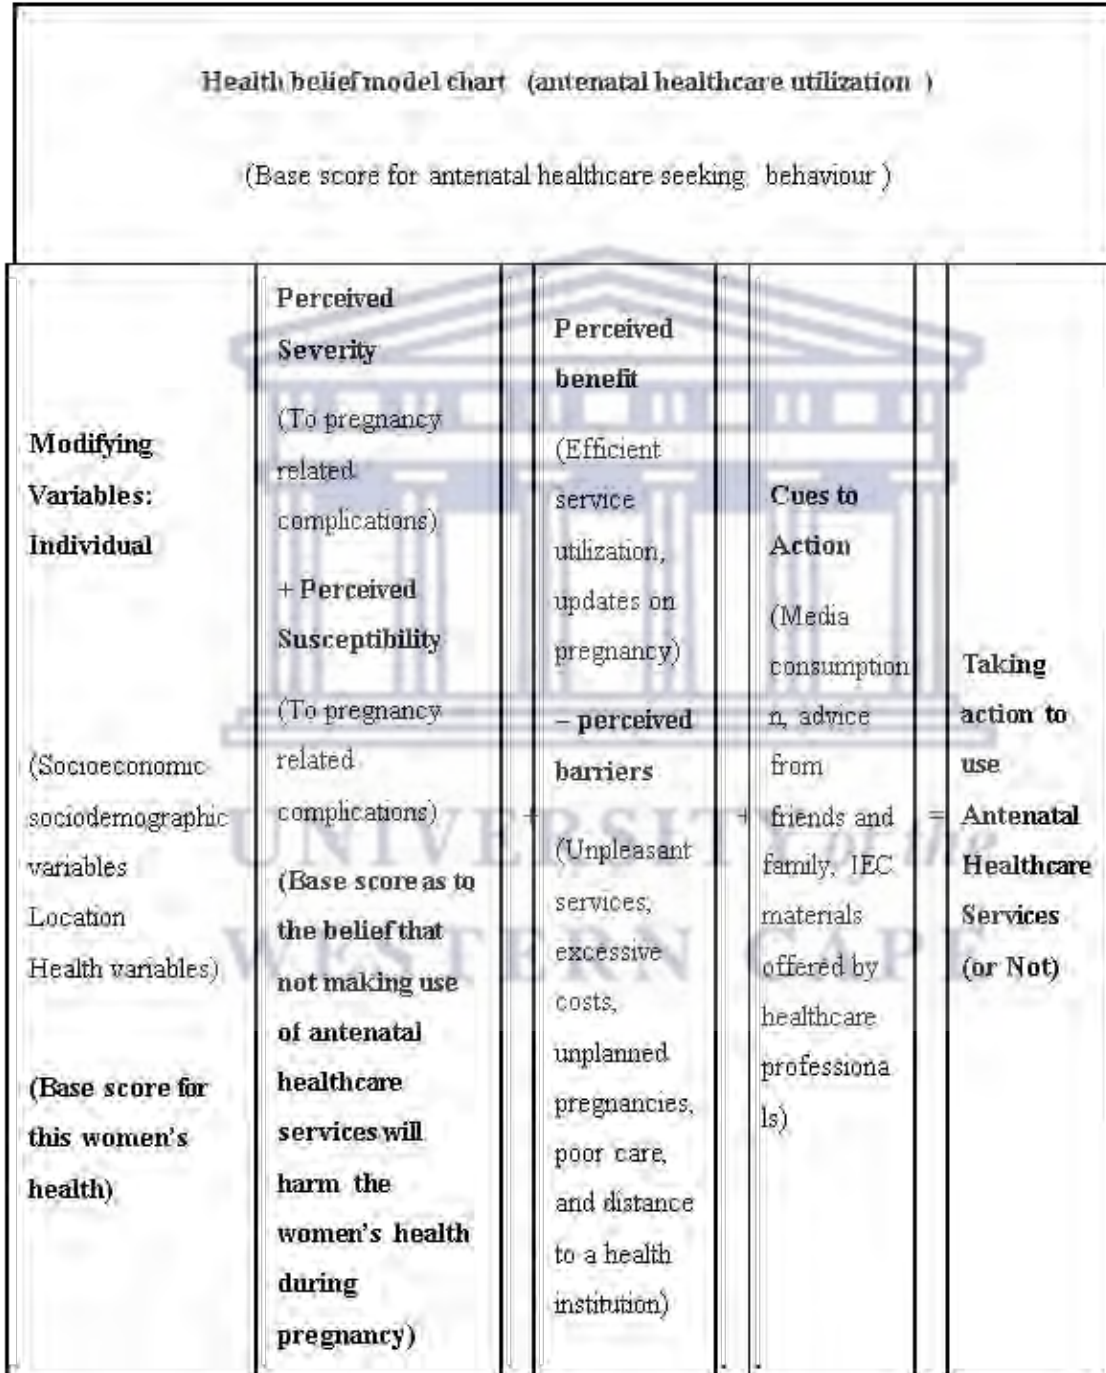 Health belief model chart (antenatal healthcare utilization )
(Base score for antenatal healthcare seeking behaviour )
Modifying
Variables:
Individual
(Socioeconomic
sociodemographic
variables
Location
Health variables)
(Base score for
this women's
health)
Perceived
Severity
(To pregnancy
related
complications)
+ Perceived
Susceptibility
(To pregnancy
related
complications)
(Base score as to
the belief that
not making use
of antenatal
healthcare
services will
harm the
women's health
during
pregnancy)
+
Perceived
benefit
(Efficient
service
utilization,
updates on
pregnancy)
– perceived
barriers
(Unpleasant
services,
excessive
costs,
unplanned
pregnancies,
poor care,
and distance
to a health
institution)
+
Cues to
Action
(Media
consumption
n, advice
from
friends and
family, IEC
materials
offered by
healthcare
professiona
ls)
=
Taking
action to
use
Antenatal
Healthcare
Services
(or Not)
UNIVERSITY of the
WESTERN CAPE